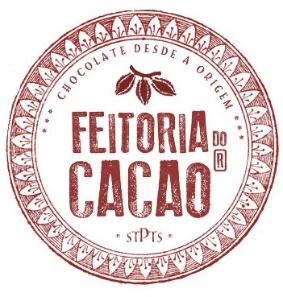 *** CHOCOLATE DESDE A ORIGEM ***
FEITORIA DO
CACAO ®
* STPTS *